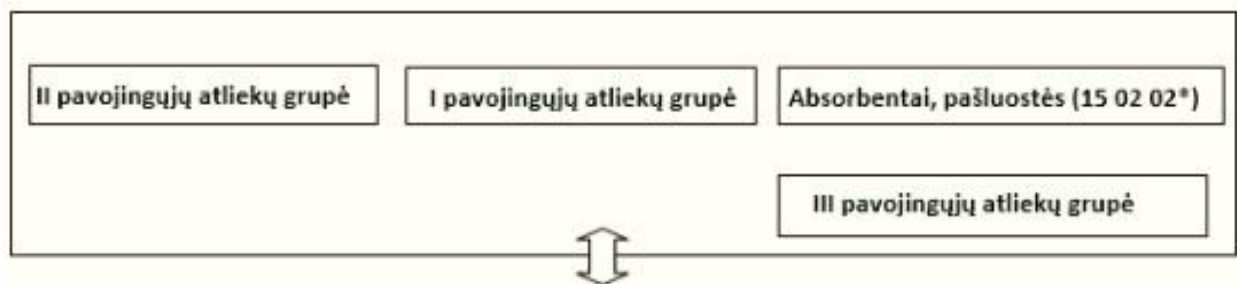 II pavojingųjų atliekų grupė
I pavojingųjų atliekų grupė
Absorbentai, pašluostės (15 02 02*)
III pavojingųjų atliekų grupė